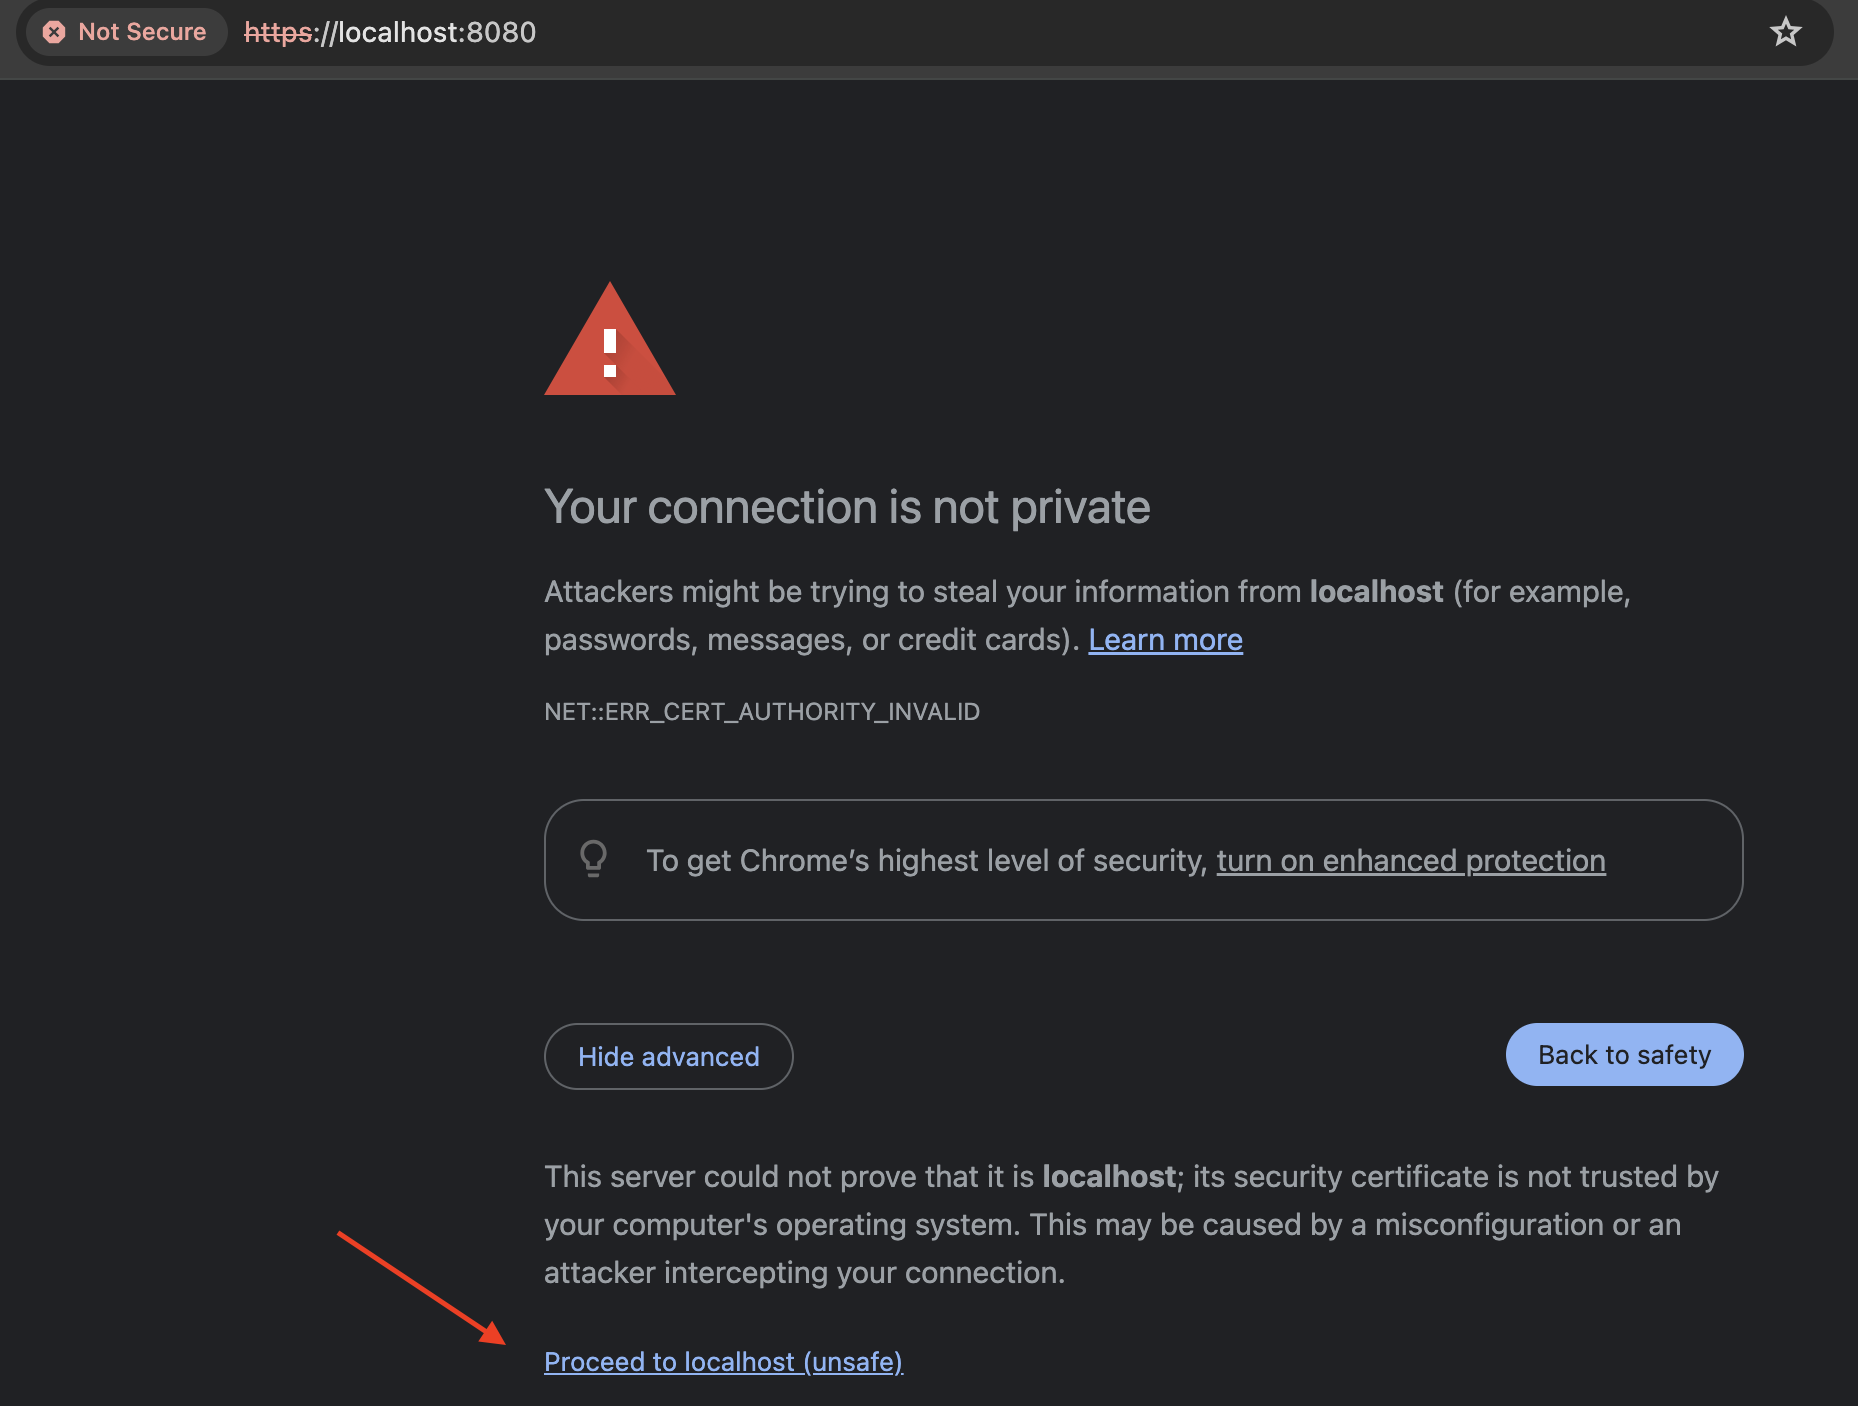 Not Secure https://localhost:8080
Your connection is not private
Attackers might be trying to steal your information from localhost (for example,
passwords, messages, or credit cards). Learn more
NET::ERR_CERT_AUTHORITY_INVALID
To get Chrome’s highest level of security, turn on enhanced protection
Hide advanced
Back to safety
This server could not prove that it is localhost; its security certificate is not trusted by
your computer's operating system. This may be caused by a misconfiguration or an
attacker intercepting your connection.
Proceed to localhost (unsafe)